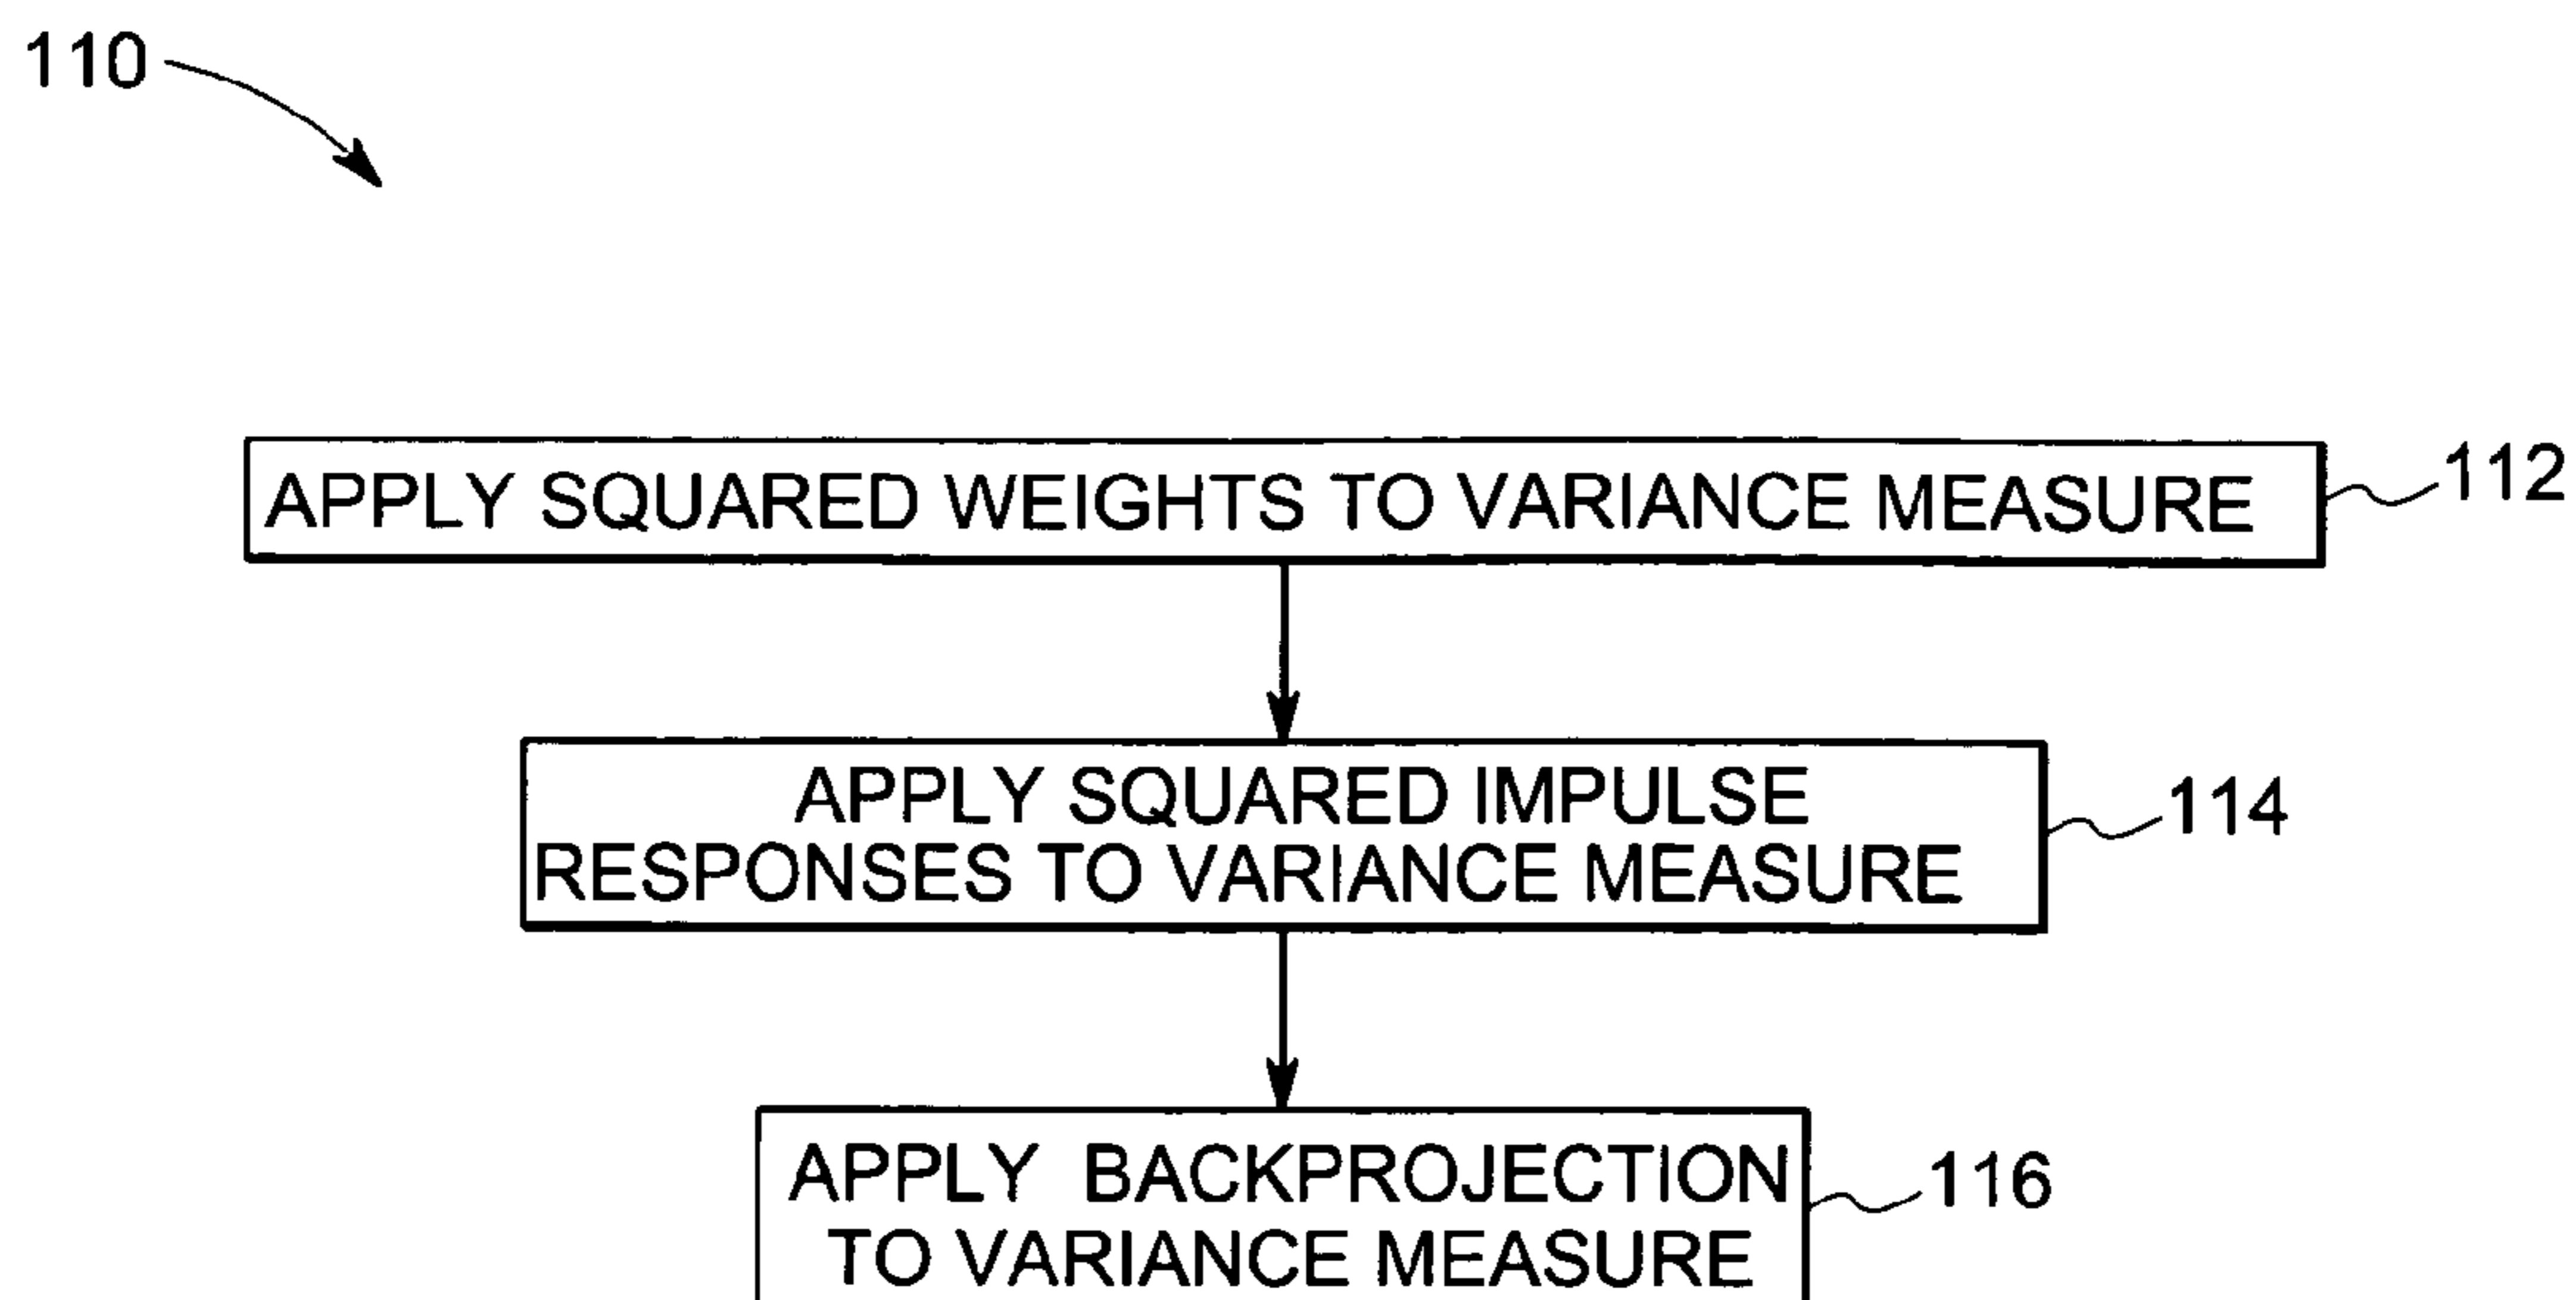 110
APPLY SQUARED WEIGHTS TO VARIANCE MEASURE
112
APPLY SQUARED IMPULSE
RESPONSES TO VARIANCE MEASURE
114
APPLY BACKPROJECTION
TO VARIANCE MEASURE
116